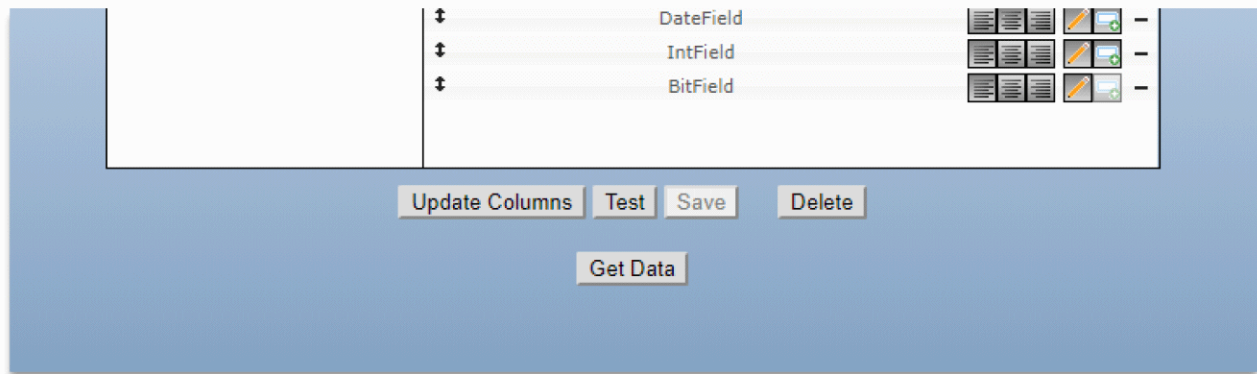 DateField
IntField
BitField
Update Columns Test Save Delete
Get Data